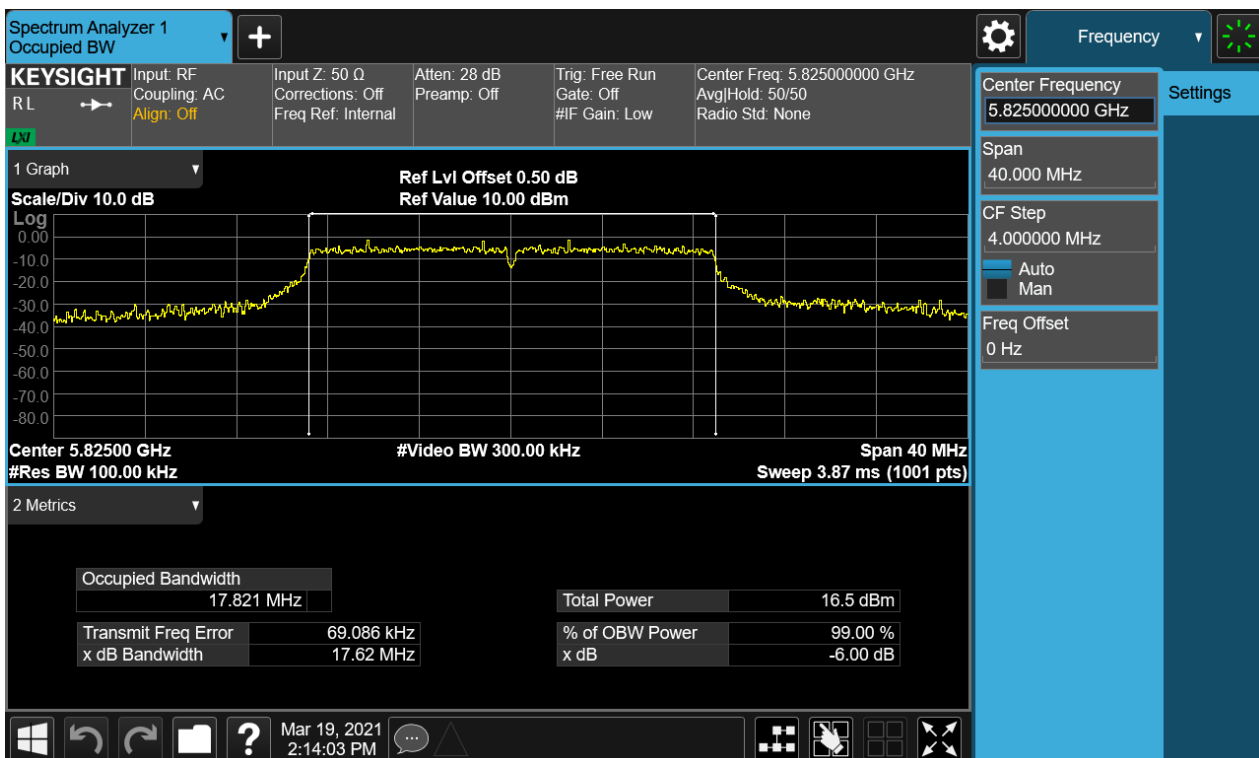 Spectrum Analyzer 1
Occupied BW
+
Frequency
KEYSIGHT
R L
LXI
Input: RF
Coupling: AC
Align: Off
Input Z: 50 Ω
Corrections: Off
Freq Ref: Internal
Atten: 28 dB
Preamp: Off
Trig: Free Run
Gate: Off
#IF Gain: Low
Center Freq: 5.825000000 GHz
Avg|Hold: 50/50
Radio Std: None
Center Frequency
5.825000000 GHz
Settings
Span
40.000 MHz
CF Step
4.000000 MHz
Auto
Man
Freq Offset
0 Hz
1 Graph
Scale/Div 10.0 dB
Ref Lvl Offset 0.50 dB
Ref Value 10.00 dBm
Log
0.00
-10.0
-20.0
-30.0
-40.0
-50.0
-60.0
-70.0
-80.0
Center 5.82500 GHz
#Video BW 300.00 kHz
Span 40 MHz
#Res BW 100.00 kHz
Sweep 3.87 ms (1001 pts)
2 Metrics
Occupied Bandwidth
17.821 MHz
Total Power 16.5 dBm
Transmit Freq Error 69.086 kHz
% of OBW Power 99.00 %
x dB Bandwidth 17.62 MHz
x dB -6.00 dB
?
Mar 19, 2021
2:14:03 PM